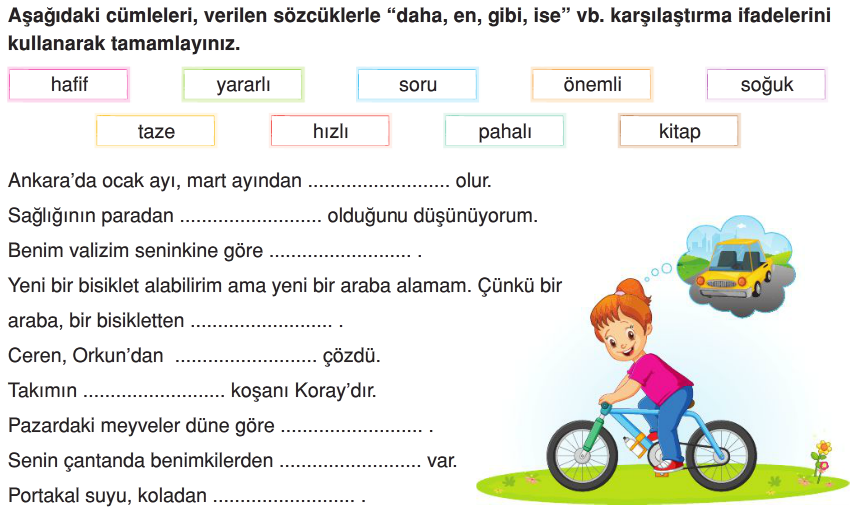 Aşağıdaki cümleleri, verilen sözcüklerle “daha, en, gibi, ise” vb. karşılaştırma ifadelerini
kullanarak tamamlayınız.
hafif yararlı soru önemli soğuk
taze hızlı pahalı kitap
Ankara’da ocak ayı, mart ayından .......................... olur.
Sağlığının paradan .......................... olduğunu düşünüyorum.
Benim valizim seninkine göre .......................... .
Yeni bir bisiklet alabilirim ama yeni bir araba alamam. Çünkü bir
araba, bir bisikletten .......................... .
Ceren, Orkun’dan .......................... çözdü.
Takımın .......................... koşanı Koray’dır.
Pazardaki meyveler düne göre .......................... .
Senin çantanda benimkilerden .......................... var.
Portakal suyu, koladan .......................... .